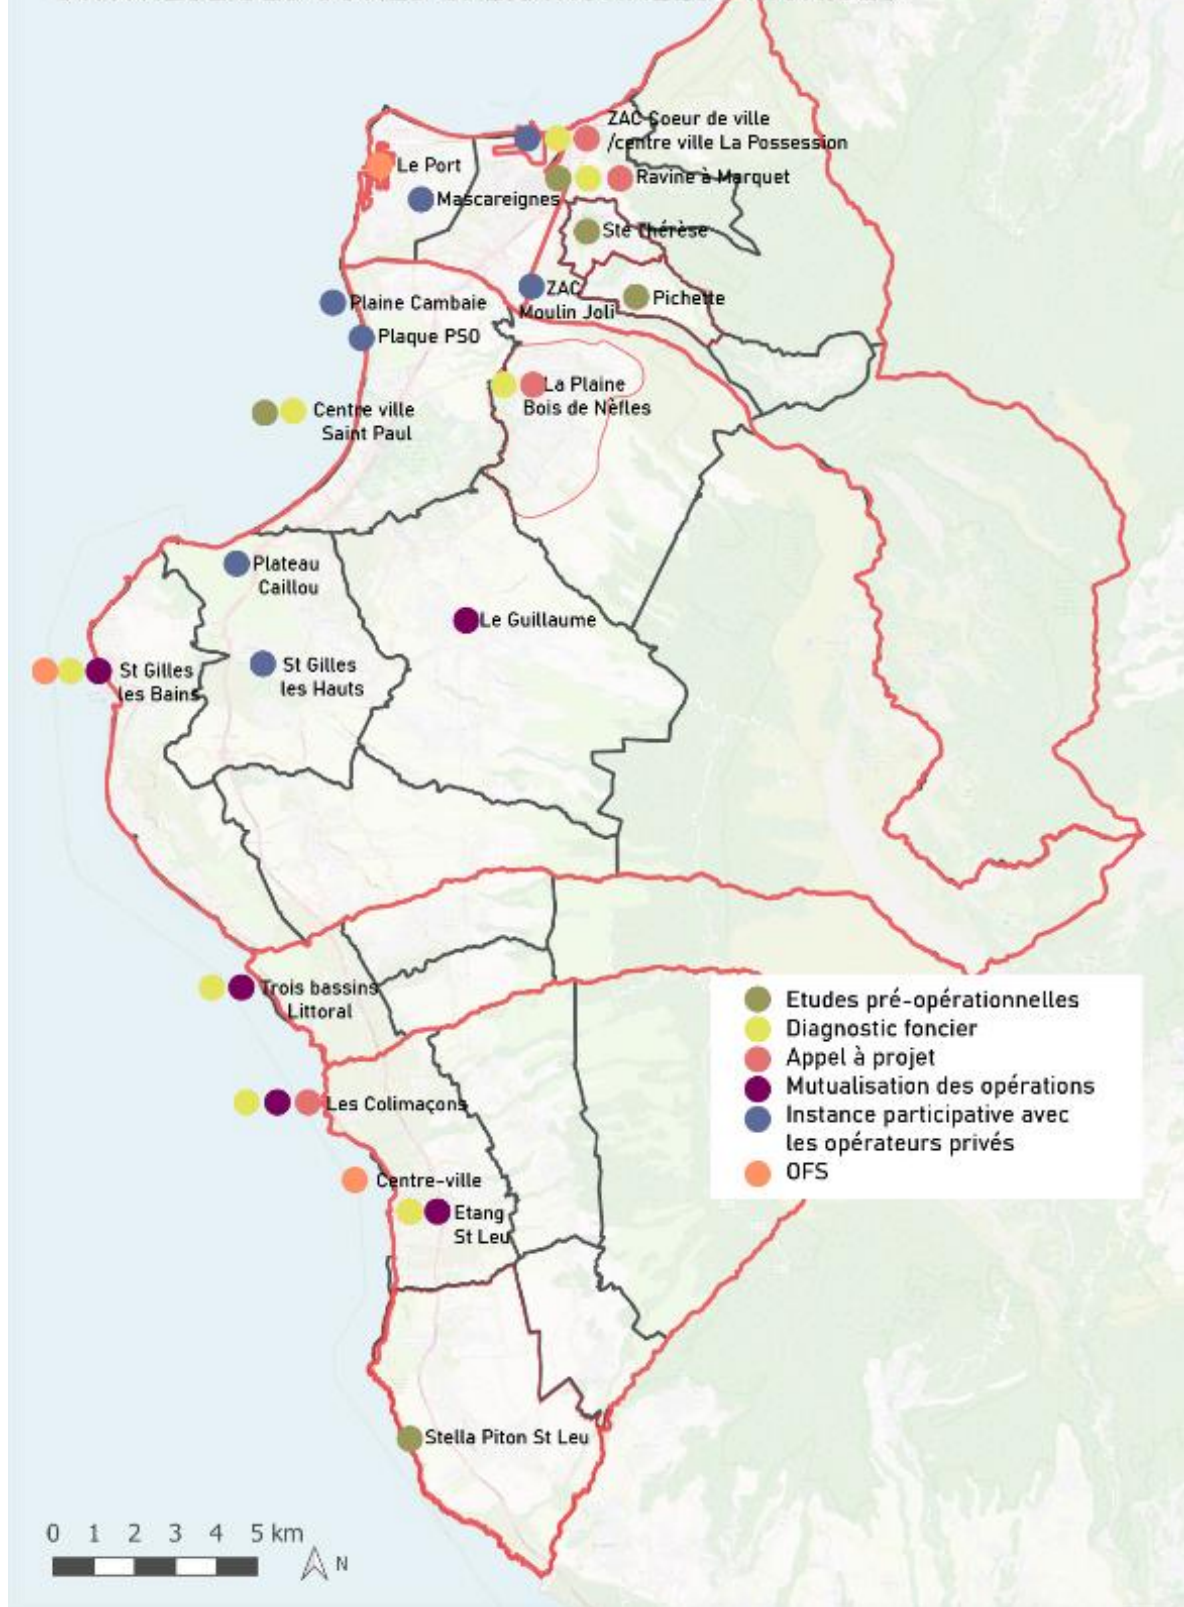 ZAC Coeur de ville
/centre ville La Possession
Le Port
Ravine à Marquet
Mascareignes
Ste Thérèse
ZAC
Moulin Joli
Pichette
Plaine Cambaie
Plaque PSO
La Plaine
Bois de Nèfles
Centre ville
Saint Paul
Plateau
Caillou
Le Guillaume
St Gilles
les Bains
St Gilles
les Hauts
Trois bassins
Littoral
Etudes pré-opérationnelles
Diagnostic foncier
Appel à projet
Mutualisation des opérations
Instance participative avec
les opérateurs privés
OFS
Les Colimaçons
Centre-ville
Etang
St Leu
Stella Piton St Leu
0 1 2 3 4 5 km
N